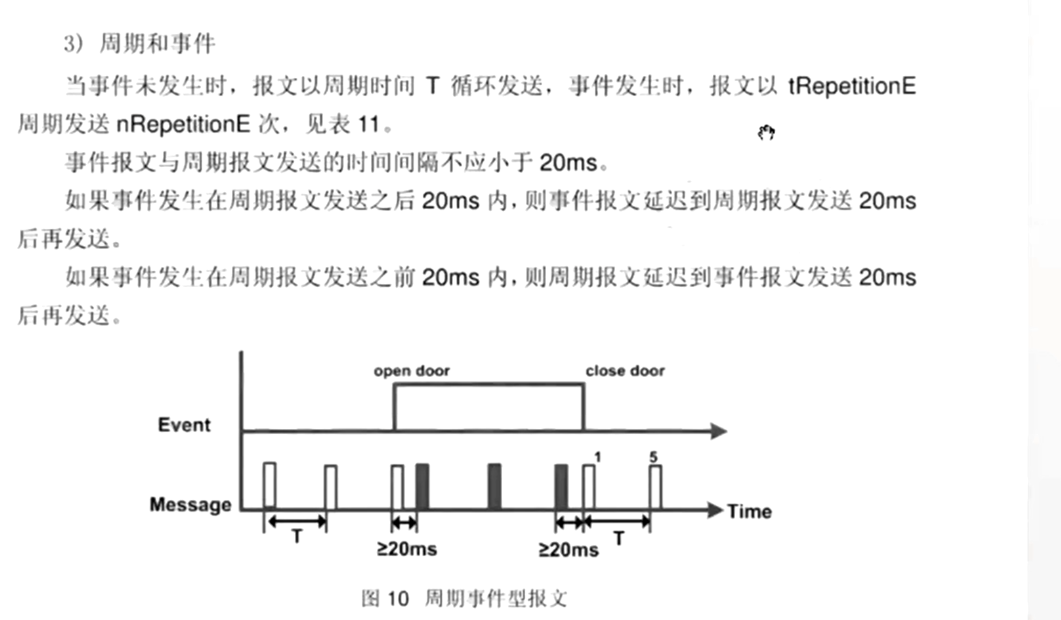 3) 周期和事件
当事件未发生时，报文以周期时间 T 循环发送，事件发生时，报文以 tRepetitionE
周期发送 nRepetitionE 次，见表 11。
事件报文与周期报文发送的时间间隔不应小于 20ms。
如果事件发生在周期报文发送之后 20ms 内，则事件报文延迟到周期报文发送 20ms
后再发送。
如果事件发生在周期报文发送之前 20ms 内，则周期报文延迟到事件报文发送 20ms
后再发送。
open door close door
Event
1 5
Message Time
T T
≥20ms ≥20ms
图 10 周期事件型报文